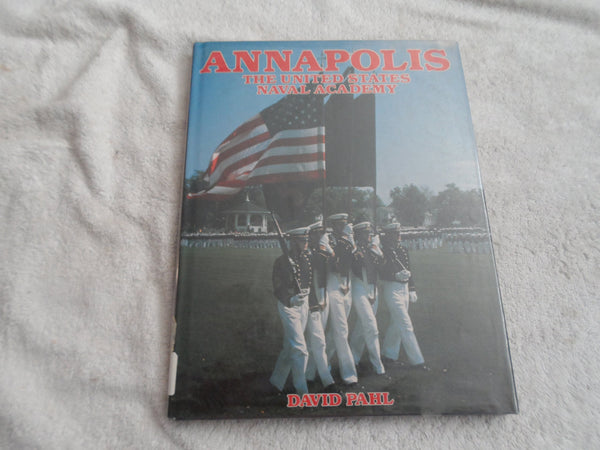 ANNAPOLIS
THE UNITED STATES
NAVAL ACADEMY
DAVID PAHL